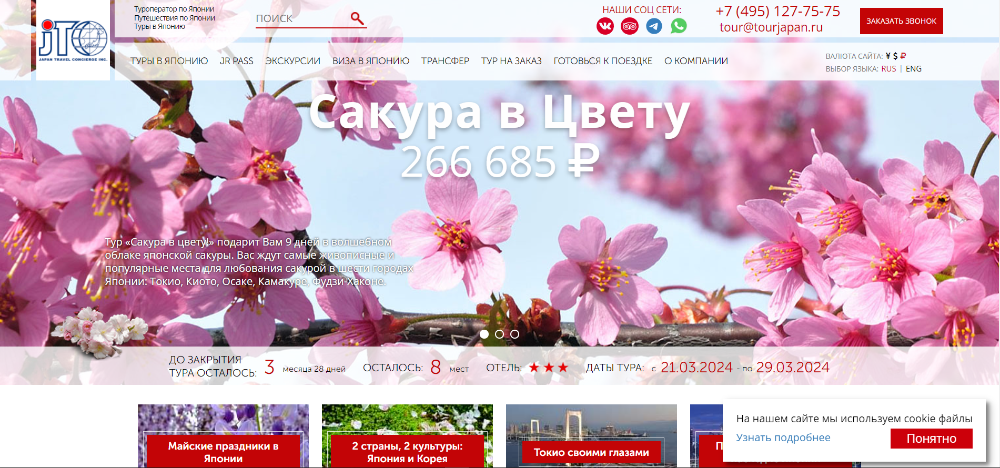 Туроператор по Японии
Путешествия по Японии
Туры в Японию
ПОИСК
НАШИ СОЦ СЕТИ:
+7 (495) 127-75-75
tour@tourjapan.ru
ЗАКАЗАТЬ ЗВОНОК
JTC
JAPAN TRAVEL CONCIERGE INC.
ТУРЫ В ЯПОНИЮ JR PASS ЭКСКУРСИИ ВИЗА В ЯПОНИЮ ТРАНСФЕР ТУР НА ЗАКАЗ ГОТОВЬСЯ К ПОЕЗДКЕ О КОМПАНИИ
ВАЛЮТА САЙТА: ¥ $ ₽
ВЫБОР ЯЗЫКА: RUS | ENG
Сакура в Цвету
266 685 ₽
Тур «Сакура в цвету!» подарит Вам 9 дней в волшебном
облаке японской сакуры. Вас ждут самые живописные и
популярные места для любования сакурой в шести городах
Японии: Токио, Киото, Осаке, Камакуре, Фудзи-Хаконе.
ДО ЗАКРЫТИЯ
ТУРА ОСТАЛОСЬ: 3 месяца 28 дней
ОСТАЛОСЬ: 8 мест
ОТЕЛЬ: ★★★
ДАТЫ ТУРА: с 21.03.2024 - по 29.03.2024
Майские праздники в
Японии
2 страны, 2 культуры:
Япония и Корея
Токио своими глазами
На нашем сайте мы используем cookie файлы
Узнать подробнее
Понятно